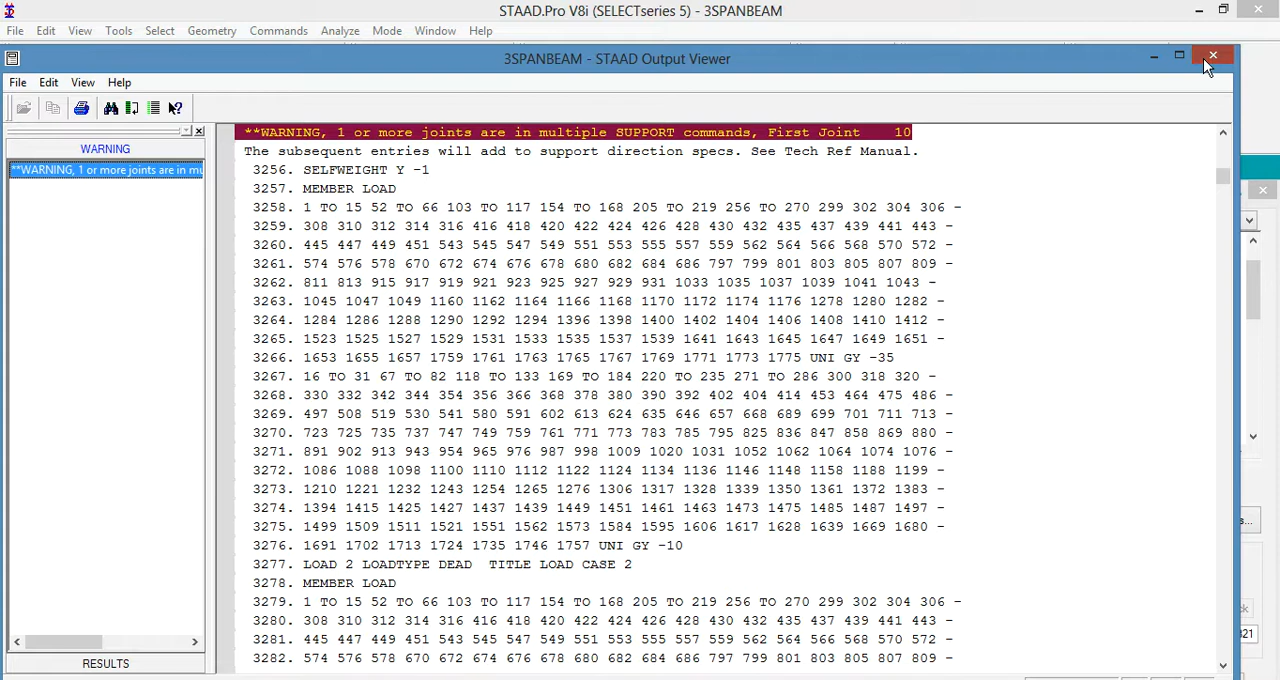 STAAD.Pro V8i (SELECTseries 5) - 3SPANBEAM
File Edit View Tools Select Geometry Commands Analyze Mode Window Help
3SPANBEAM - STAAD Output Viewer
File Edit View Help
WARNING
**WARNING, 1 or more joints are in mu
RESULTS
**WARNING, 1 or more joints are in multiple SUPPORT commands, First Joint 10
The subsequent entries will add to support direction specs. See Tech Ref Manual.
3256. SELFWEIGHT Y -1
3257. MEMBER LOAD
3258. 1 TO 15 52 TO 66 103 TO 117 154 TO 168 205 TO 219 256 TO 270 299 302 304 306 -
3259. 308 310 312 314 316 416 418 420 422 424 426 428 430 432 435 437 439 441 443 -
3260. 445 447 449 451 543 545 547 549 551 553 555 557 559 562 564 566 568 570 572 -
3261. 574 576 578 670 672 674 676 678 680 682 684 686 797 799 801 803 805 807 809 -
3262. 811 813 915 917 919 921 923 925 927 929 931 1033 1035 1037 1039 1041 1043 -
3263. 1045 1047 1049 1160 1162 1164 1166 1168 1170 1172 1174 1176 1278 1280 1282 -
3264. 1284 1286 1288 1290 1292 1294 1396 1398 1400 1402 1404 1406 1408 1410 1412 -
3265. 1523 1525 1527 1529 1531 1533 1535 1537 1539 1641 1643 1645 1647 1649 1651 -
3266. 1653 1655 1657 1759 1761 1763 1765 1767 1769 1771 1773 1775 UNI GY -35
3267. 16 TO 31 67 TO 82 118 TO 133 169 TO 184 220 TO 235 271 TO 286 300 318 320 -
3268. 330 332 342 344 354 356 366 368 378 380 390 392 402 404 414 453 464 475 486 -
3269. 497 508 519 530 541 580 591 602 613 624 635 646 657 668 689 699 701 711 713 -
3270. 723 725 735 737 747 749 759 761 771 773 783 785 795 825 836 847 858 869 880 -
3271. 891 902 913 943 954 965 976 987 998 1009 1020 1031 1052 1062 1064 1074 1076 -
3272. 1086 1088 1098 1100 1110 1112 1122 1124 1134 1136 1146 1148 1158 1188 1199 -
3273. 1210 1221 1232 1243 1254 1265 1276 1306 1317 1328 1339 1350 1361 1372 1383 -
3274. 1394 1415 1425 1427 1437 1439 1449 1451 1461 1463 1473 1475 1485 1487 1497 -
3275. 1499 1509 1511 1521 1551 1562 1573 1584 1595 1606 1617 1628 1639 1669 1680 -
3276. 1691 1702 1713 1724 1735 1746 1757 UNI GY -10
3277. LOAD 2 LOADTYPE DEAD TITLE LOAD CASE 2
3278. MEMBER LOAD
3279. 1 TO 15 52 TO 66 103 TO 117 154 TO 168 205 TO 219 256 TO 270 299 302 304 306 -
3280. 308 310 312 314 316 416 418 420 422 424 426 428 430 432 435 437 439 441 443 -
3281. 445 447 449 451 543 545 547 549 551 553 555 557 559 562 564 566 568 570 572 -
3282. 574 576 578 670 672 674 676 678 680 682 684 686 797 799 801 803 805 807 809 -